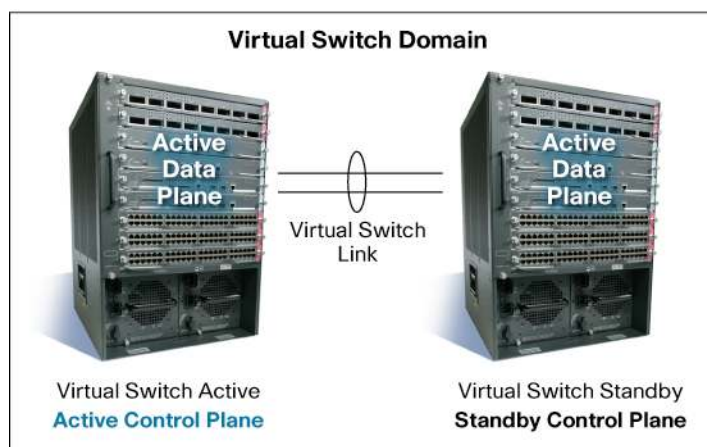 Virtual Switch Domain
Active
Data
Plane
Active
Data
Plane
Virtual Switch
Link
Virtual Switch Active
Active Control Plane
Virtual Switch Standby
Standby Control Plane